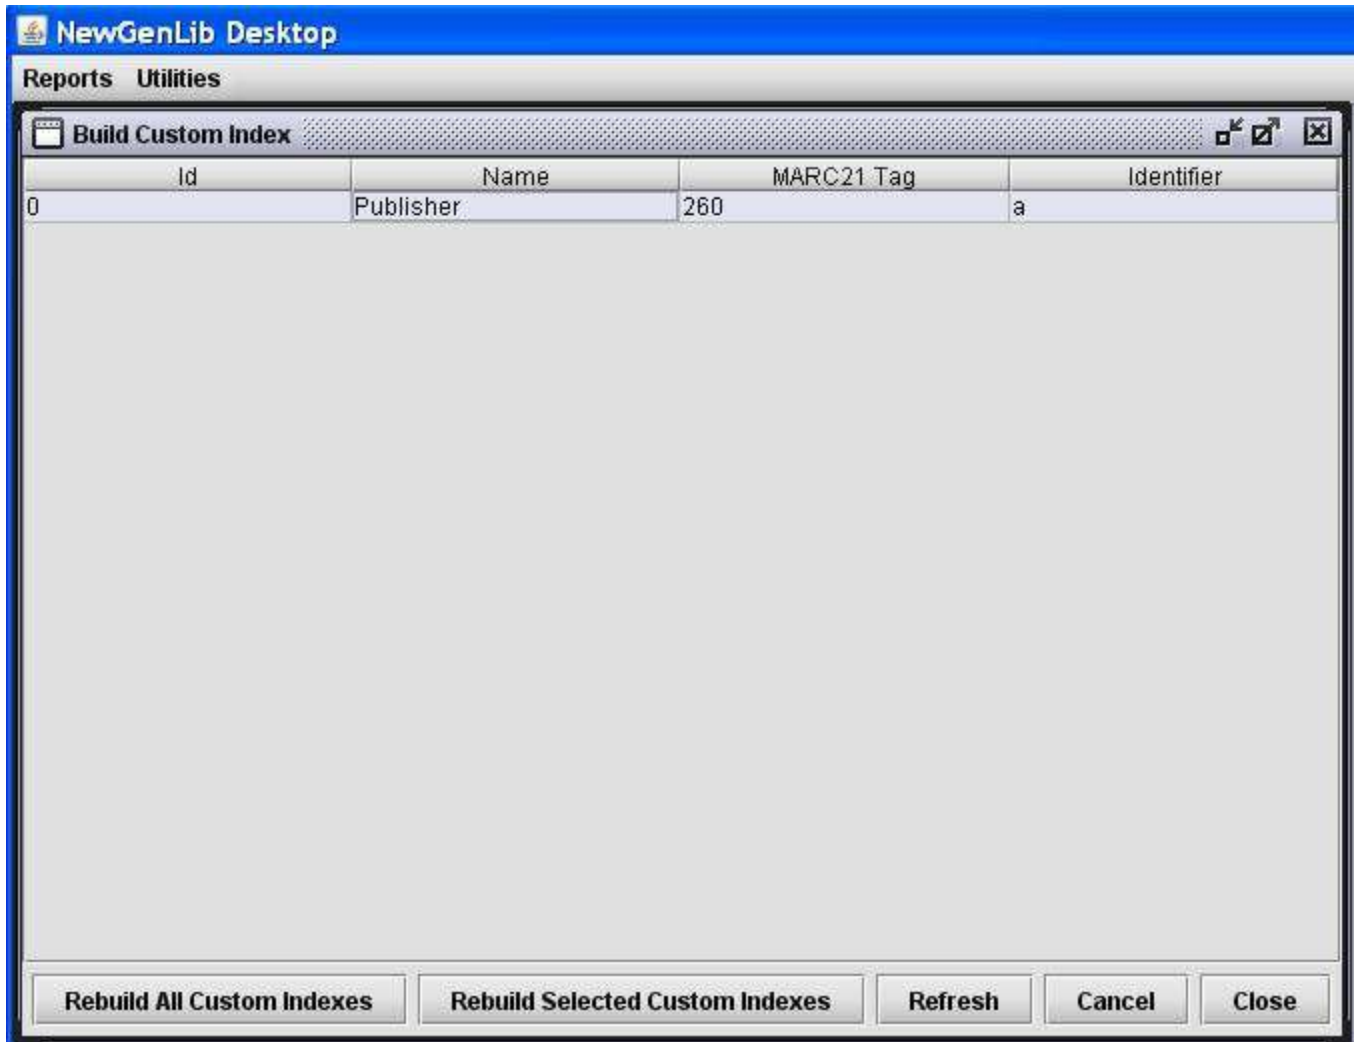 NewGenLib Desktop
Reports Utilities
Build Custom Index
Id Name MARC21 Tag Identifier
0 Publisher 260 a
Rebuild All Custom Indexes Rebuild Selected Custom Indexes Refresh Cancel Close